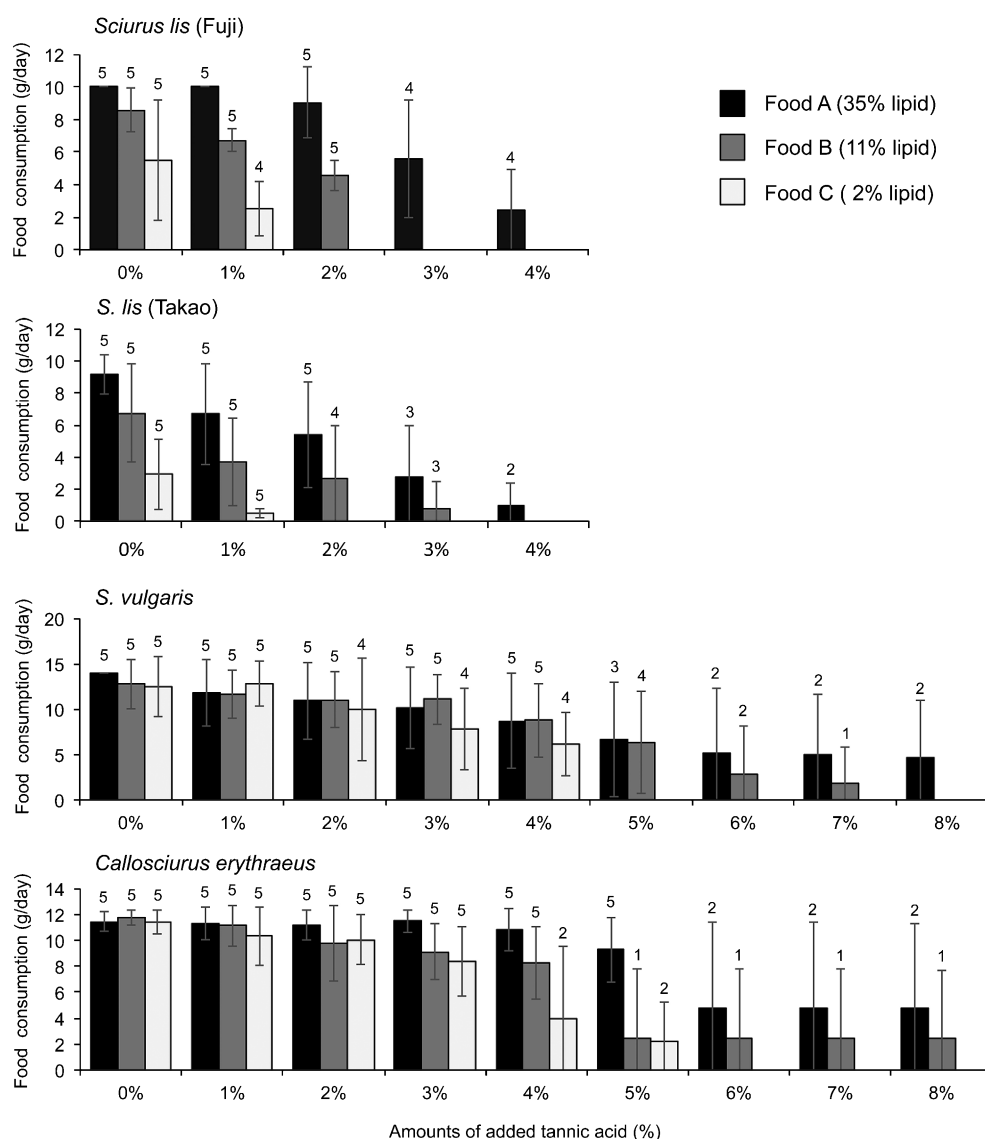 Sciurus lis (Fuji)
Food consumption (g/day)
12
10
8
6
4
2
0
5 5 5 5 5 4 5 5 4 4
0% 1% 2% 3% 4%
Food A (35% lipid)
Food B (11% lipid)
Food C ( 2% lipid)
S. lis (Takao)
Food consumption (g/day)
12
10
8
6
4
2
0
5 5 5 5 5 5 5 4 3 3 2
0% 1% 2% 3% 4%
S. vulgaris
Food consumption (g/day)
20
15
10
5
0
5 5 5 5 5 5 5 5 4 5 5 4 5 5 4 3 4 2 2 2 1 2
0% 1% 2% 3% 4% 5% 6% 7% 8%
Callosciurus erythraeus
Food consumption (g/day)
14
12
10
8
6
4
2
0
5 5 5 5 5 5 5 5 5 5 5 5 5 5 2 5 1 2 2 1 2 1 2 1
0% 1% 2% 3% 4% 5% 6% 7% 8%
Amounts of added tannic acid (%)